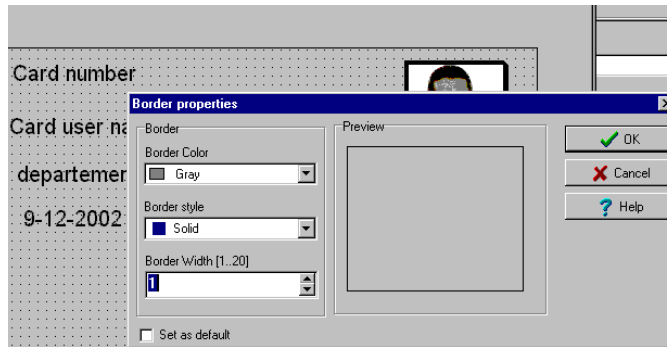 Card number
Border properties
Card user na
Border
Preview
OK
Border Color
Gray
Cancel
departemen
Border style
Help
9-12-2002
Solid
Border Width [1..20]
1
Set as default